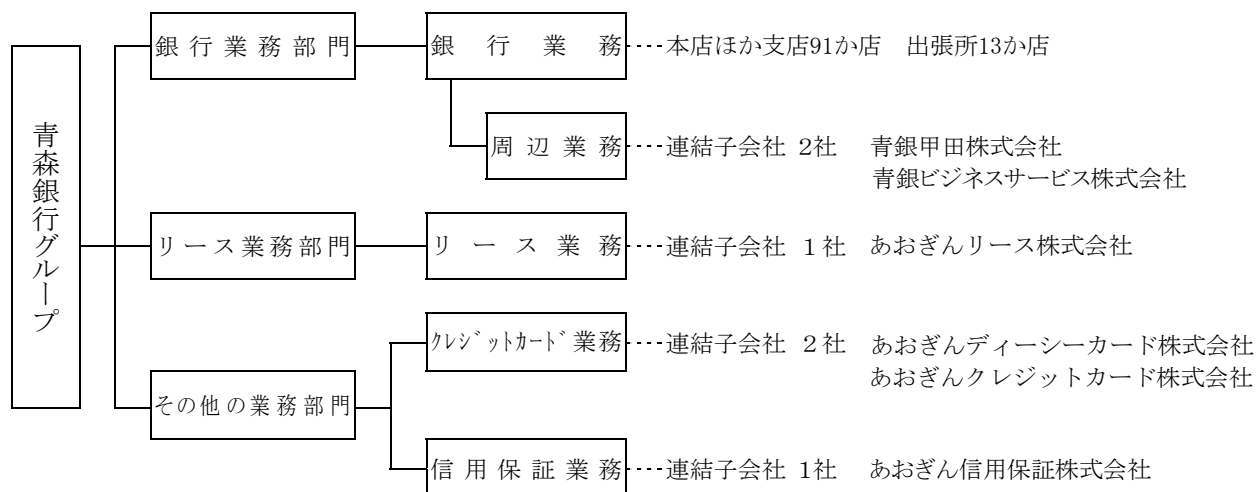 青森銀行グループ
銀行業務部門
銀行業務
本店ほか支店91か店 出張所13か店
周辺業務
連結子会社 2社 青銀甲田株式会社
青銀ビジネスサービス株式会社
リース業務部門
リース業務
連結子会社 1社 あおぎんリース株式会社
その他の業務部門
クレジットカード業務
連結子会社 2社 あおぎんディーシーカード株式会社
あおぎんクレジットカード株式会社
信用保証業務
連結子会社 1社 あおぎん信用保証株式会社